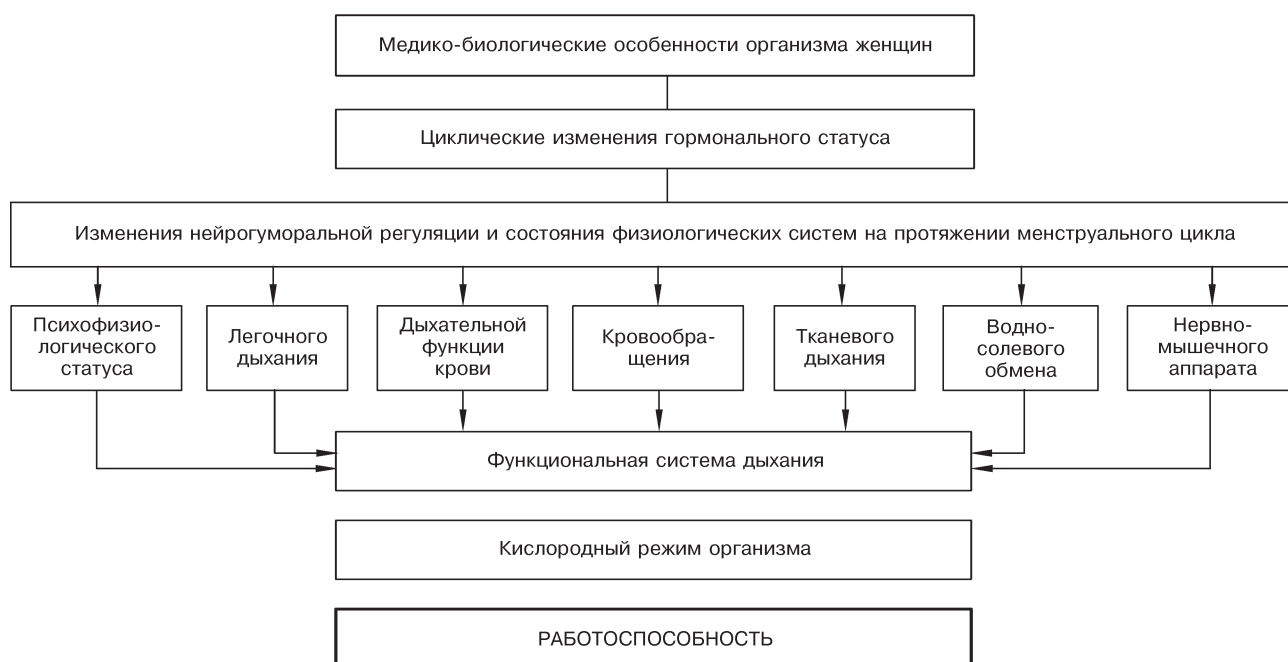 Медико-биологические особенности организма женщин
Циклические изменения гормонального статуса
Изменения нейрогуморальной регуляции и состояния физиологических систем на протяжении менструального цикла
Психофизио-
логического
статуса
Легочного
дыхания
Дыхательной
функции
крови
Кровообра-
щения
Тканевого
дыхания
Водно-
солевого
обмена
Нервно-
мышечного
аппарата
Функциональная система дыхания
Кислородный режим организма
РАБОТОСПОСОБНОСТЬ